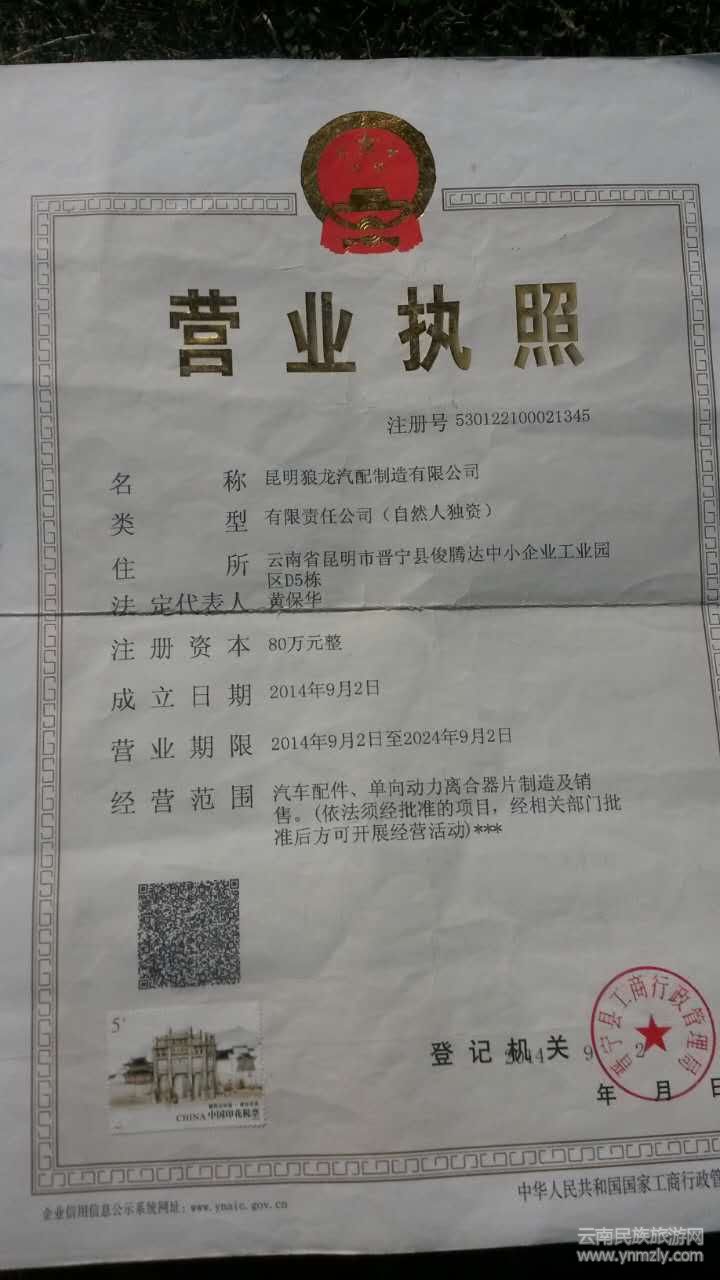 营业执照
注册号 530122100021345
名称 昆明狼龙汽配制造有限公司
类型 有限责任公司（自然人独资）
住所 云南省昆明市晋宁县俊腾达中小企业工业园
区D5栋
法定代表人 黄保华
注册资本 80万元整
成立日期 2014年9月2日
营业期限 2014年9月2日至2024年9月2日
经营范围 汽车配件、单向动力离合器片制造及销
售。(依法须经批准的项目，经相关部门批
准后方可开展经营活动)***
5
CHINA 中国印花税票
登记机关
晋宁县工商行政管理局
2014 9 2
年 月 日
企业信用信息公示系统网址：www.ynaic.gov.cn
中华人民共和国国家工商行政管
云南民族旅游网
www.ynmzly.com